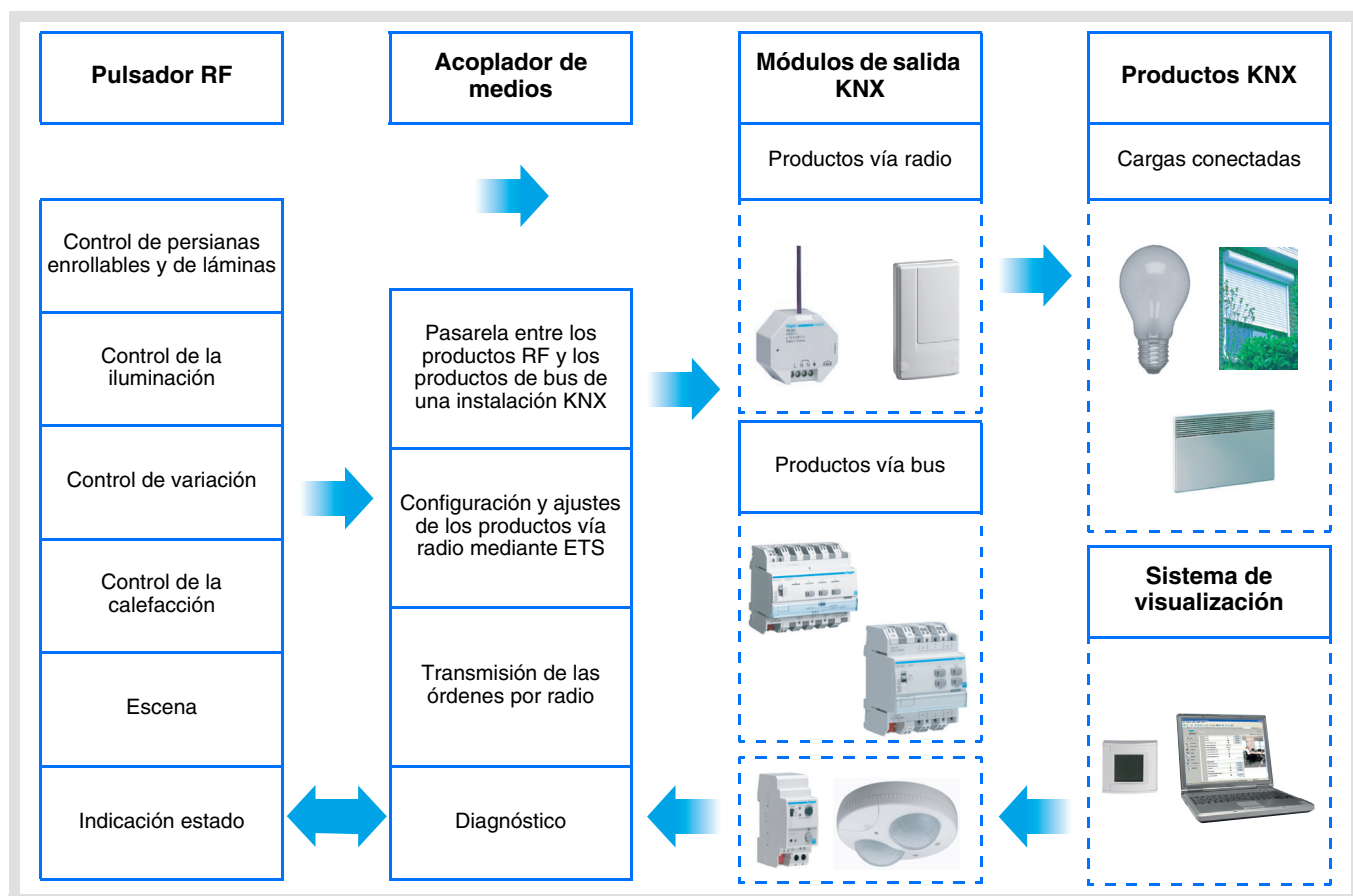 Pulsador RF
Control de persianas
enrollables y de láminas
Control de la
iluminación
Control de variación
Control de la
calefacción
Escena
Indicación estado
Acoplador de
medios
Pasarela entre los
productos RF y los
productos de bus de
una instalación KNX
Configuración y ajustes
de los productos vía
radio mediante ETS
Transmisión de las
órdenes por radio
Diagnóstico
Módulos de salida
KNX
Productos vía radio
L N N
Productos vía bus
Productos KNX
Cargas conectadas
Sistema de
visualización